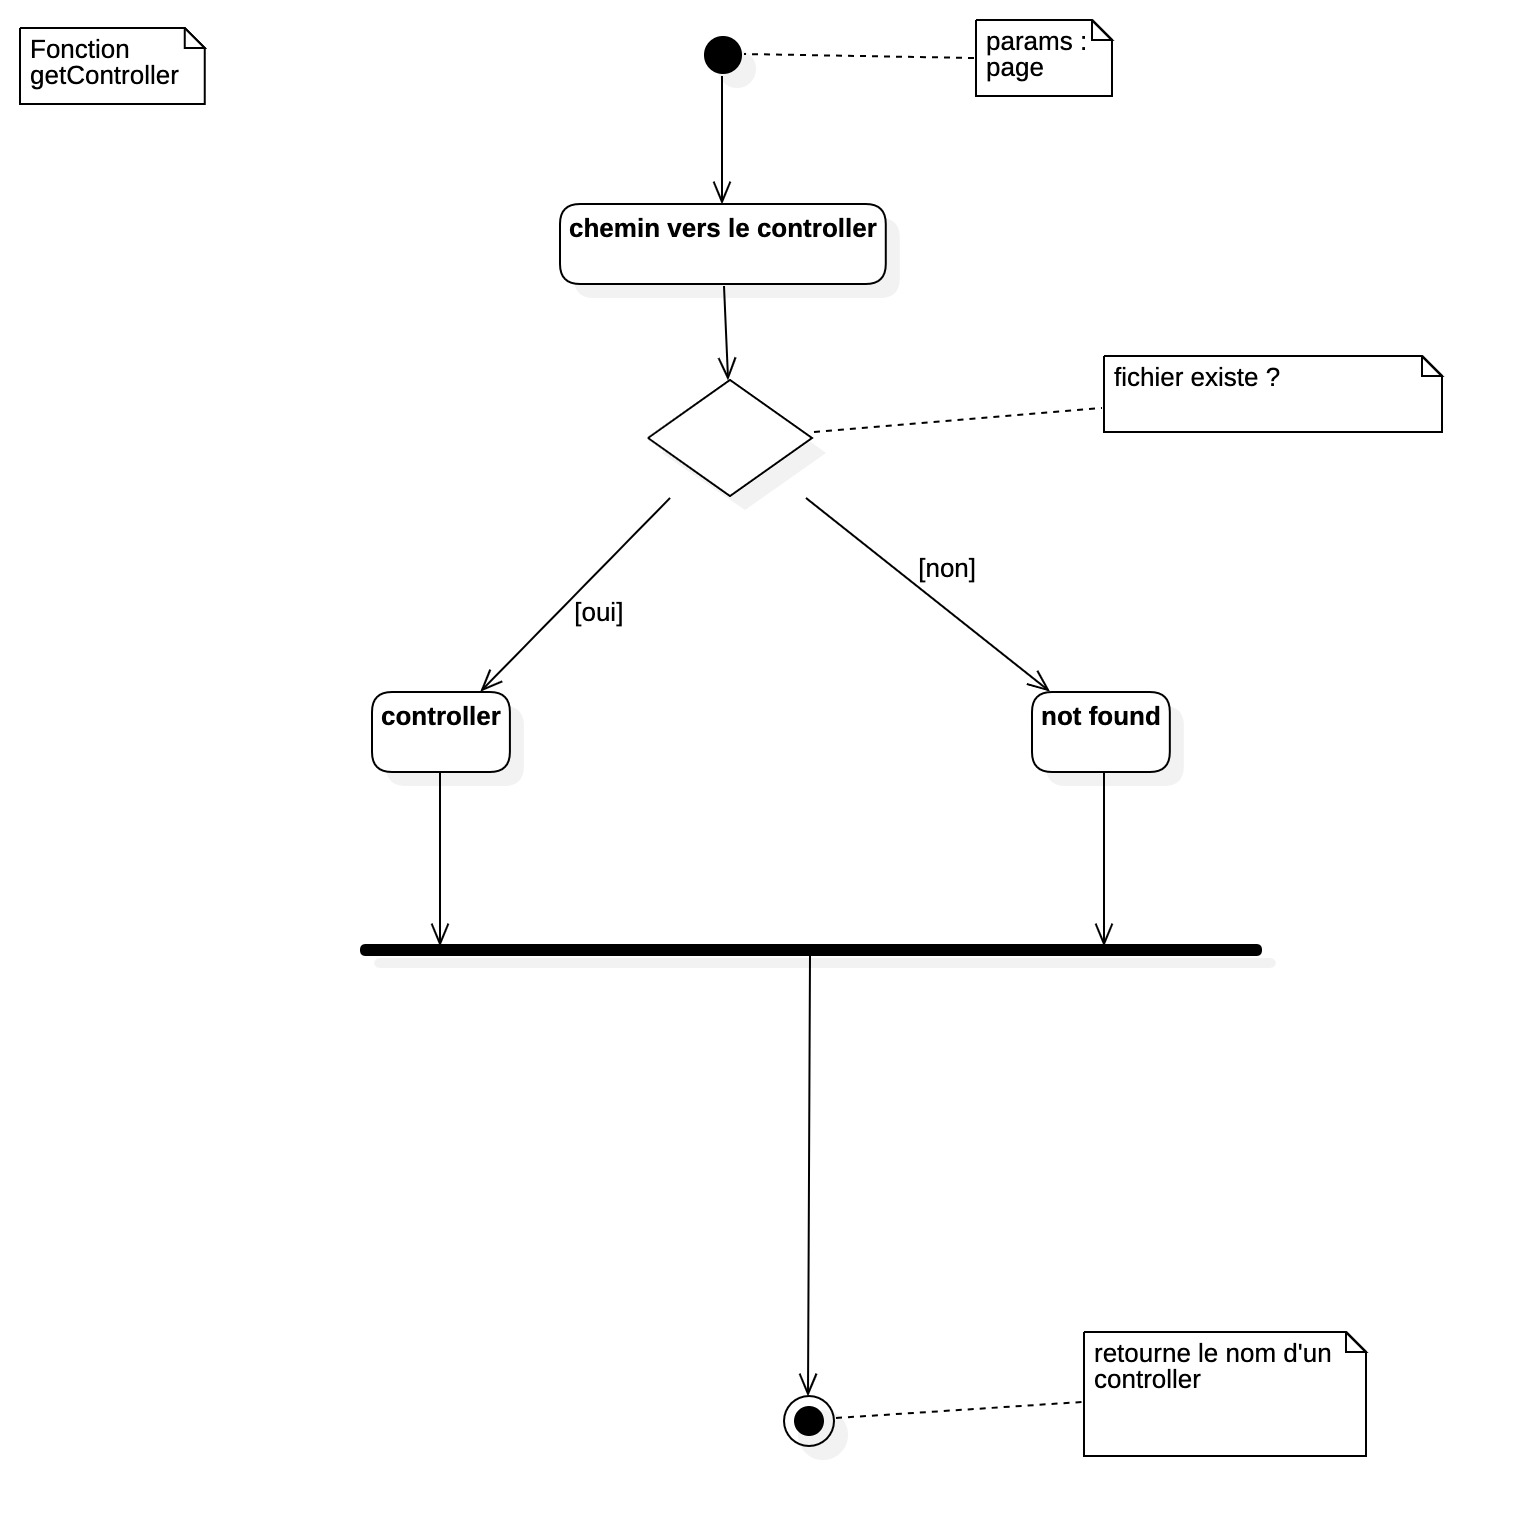 Fonction
getController
params :
page
chemin vers le controller
fichier existe ?
[non]
[oui]
controller
not found
retourne le nom d'un
controller